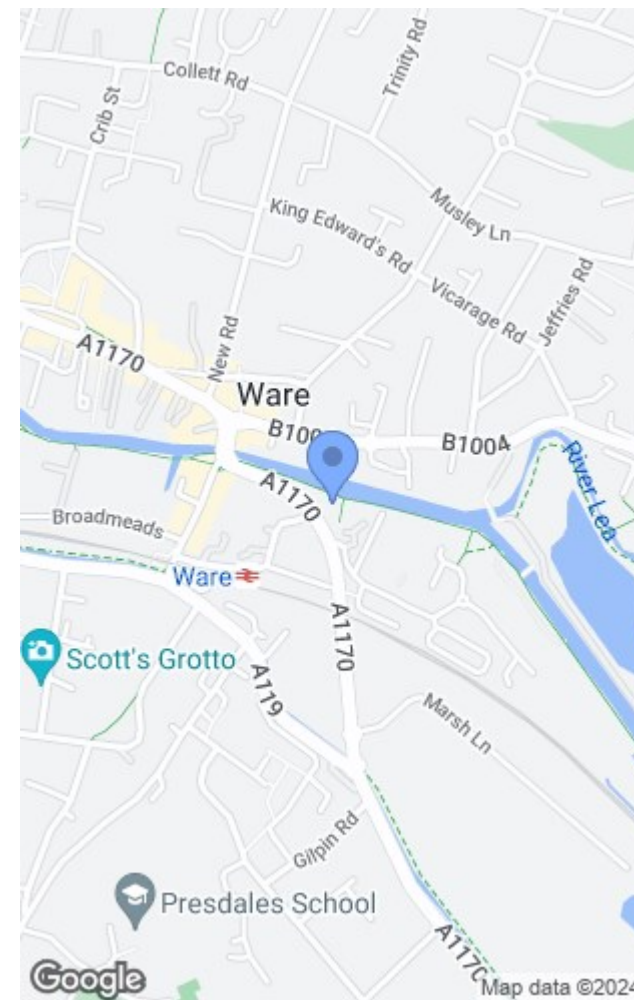 Trinity Rd
Collett Rd
Crib St
Musley Ln
King Edward's Rd
Jeffries Rd
Vicarage Rd
New Rd
A1170
Ware
B1004
River Lea
A1170
Broadmeads
Ware
A1170
Scott's Grotto
A119
Marsh Ln
Gilpin Rd
Presdales School
A1170
Google
Map data ©2024